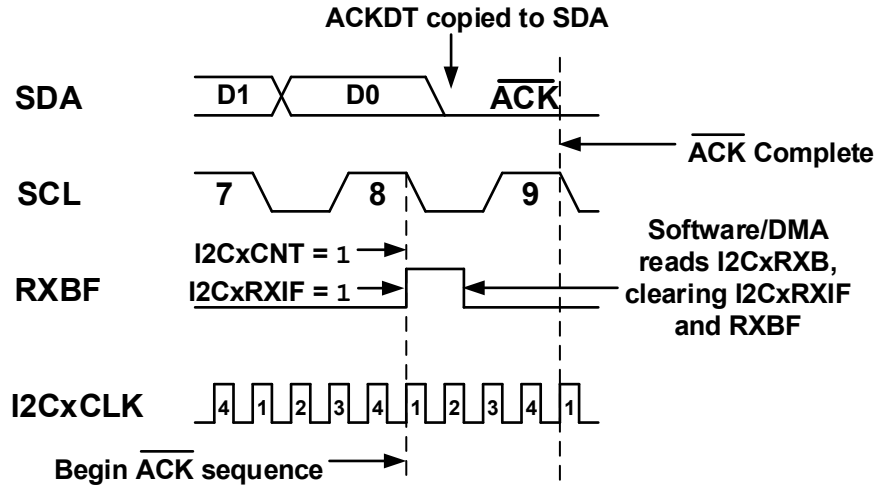 ACKDT copied to SDA
SDA
D1
D0
ACK
ACK Complete
SCL
7
8
9
I2CxCNT = 1
Software/DMA
reads I2CxRXB,
clearing I2CxRXIF
and RXBF
RXBF
I2CxRXIF = 1
I2CxCLK
4 1 2 3 4 1 2 3 4 1
Begin ACK sequence